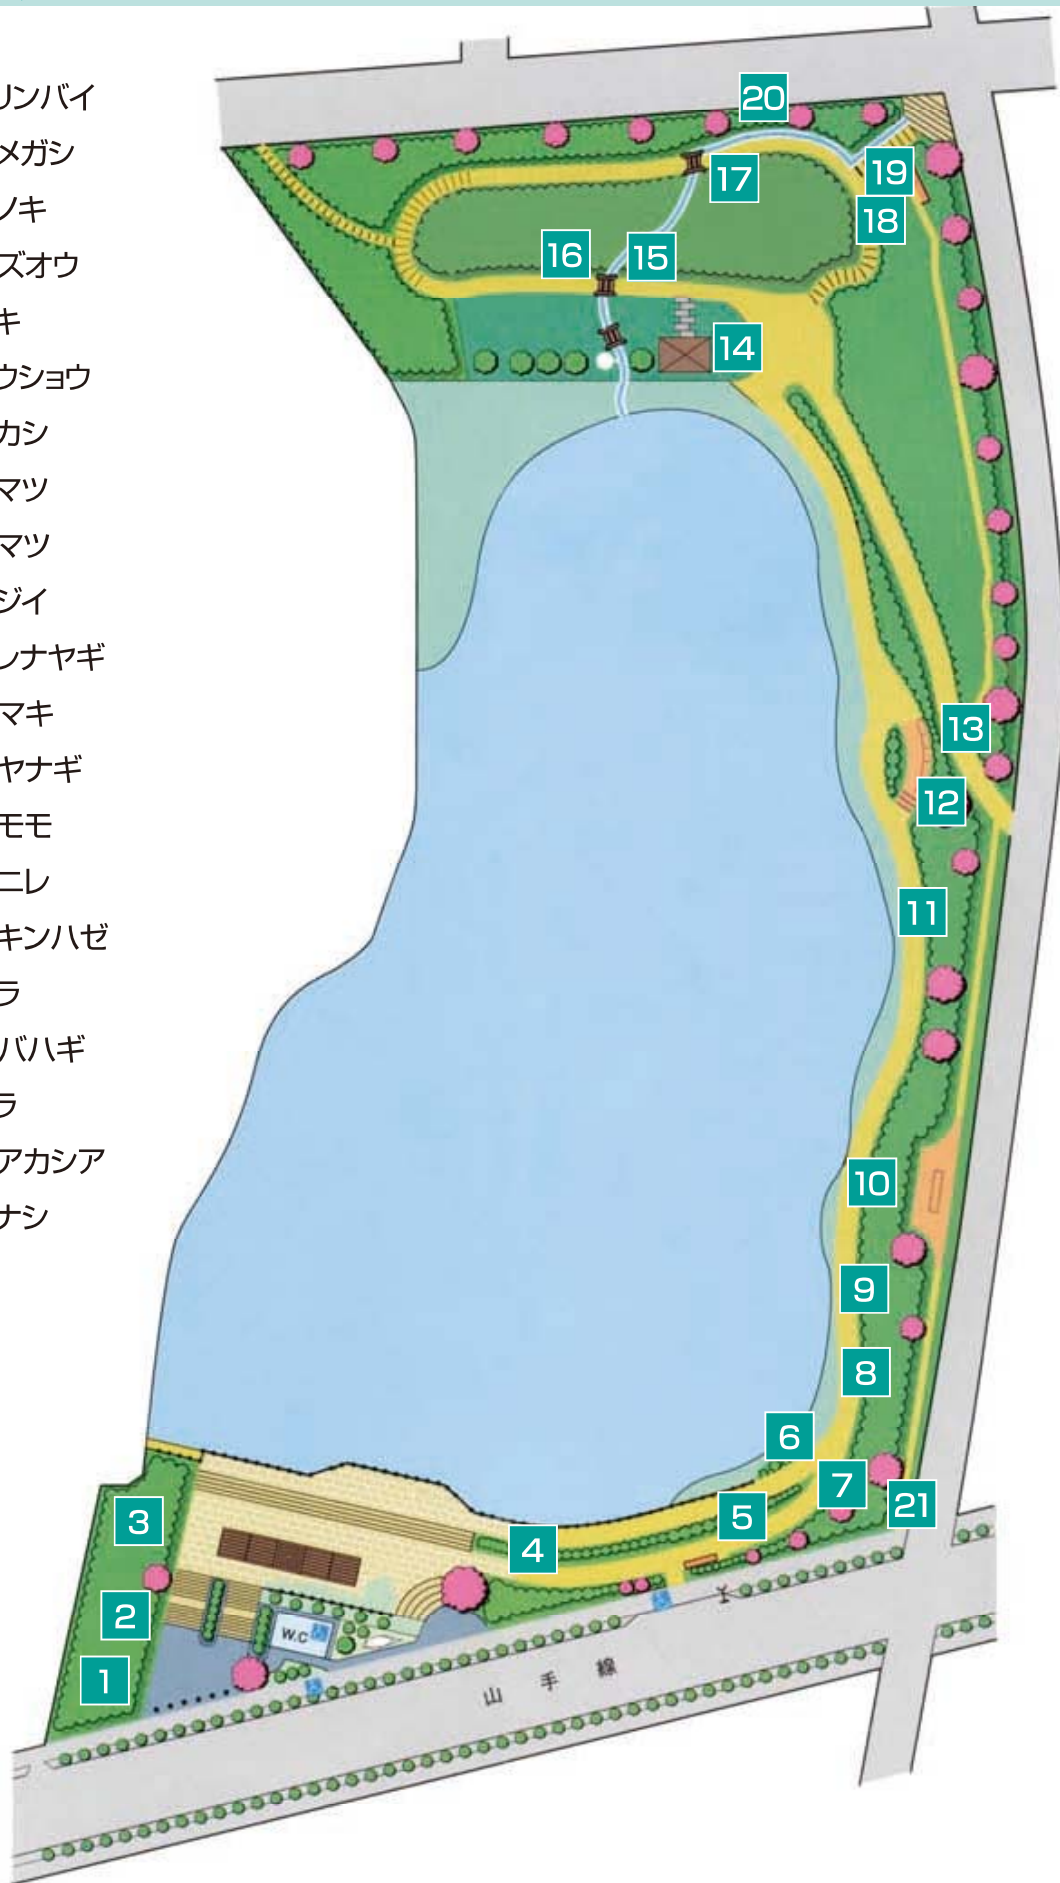 リンバイ
メガシ
ノキ
ズオウ
キ
ウショウ
カシ
マツ
マツ
ジイ
レナヤギ
マキ
ヤナギ
モモ
ニレ
キンハゼ
ラ
バハギ
ラ
アカシア
ナシ
20
19
17
18
16
15
14
13
12
11
10
9
8
6
7
21
5
4
3
2
1
W.C
山手線